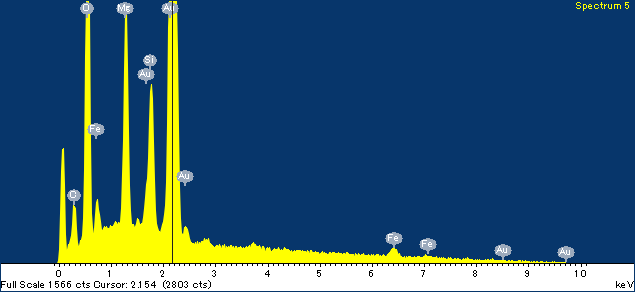 Spectrum 5
O Mg Au
Si
Au
Fe
Au
Fe
Fe
Au
Au
0 1 2 3 4 5 6 7 8 9 10
Full Scale 1566 cts Cursor: 2.154 (2803 cts) keV